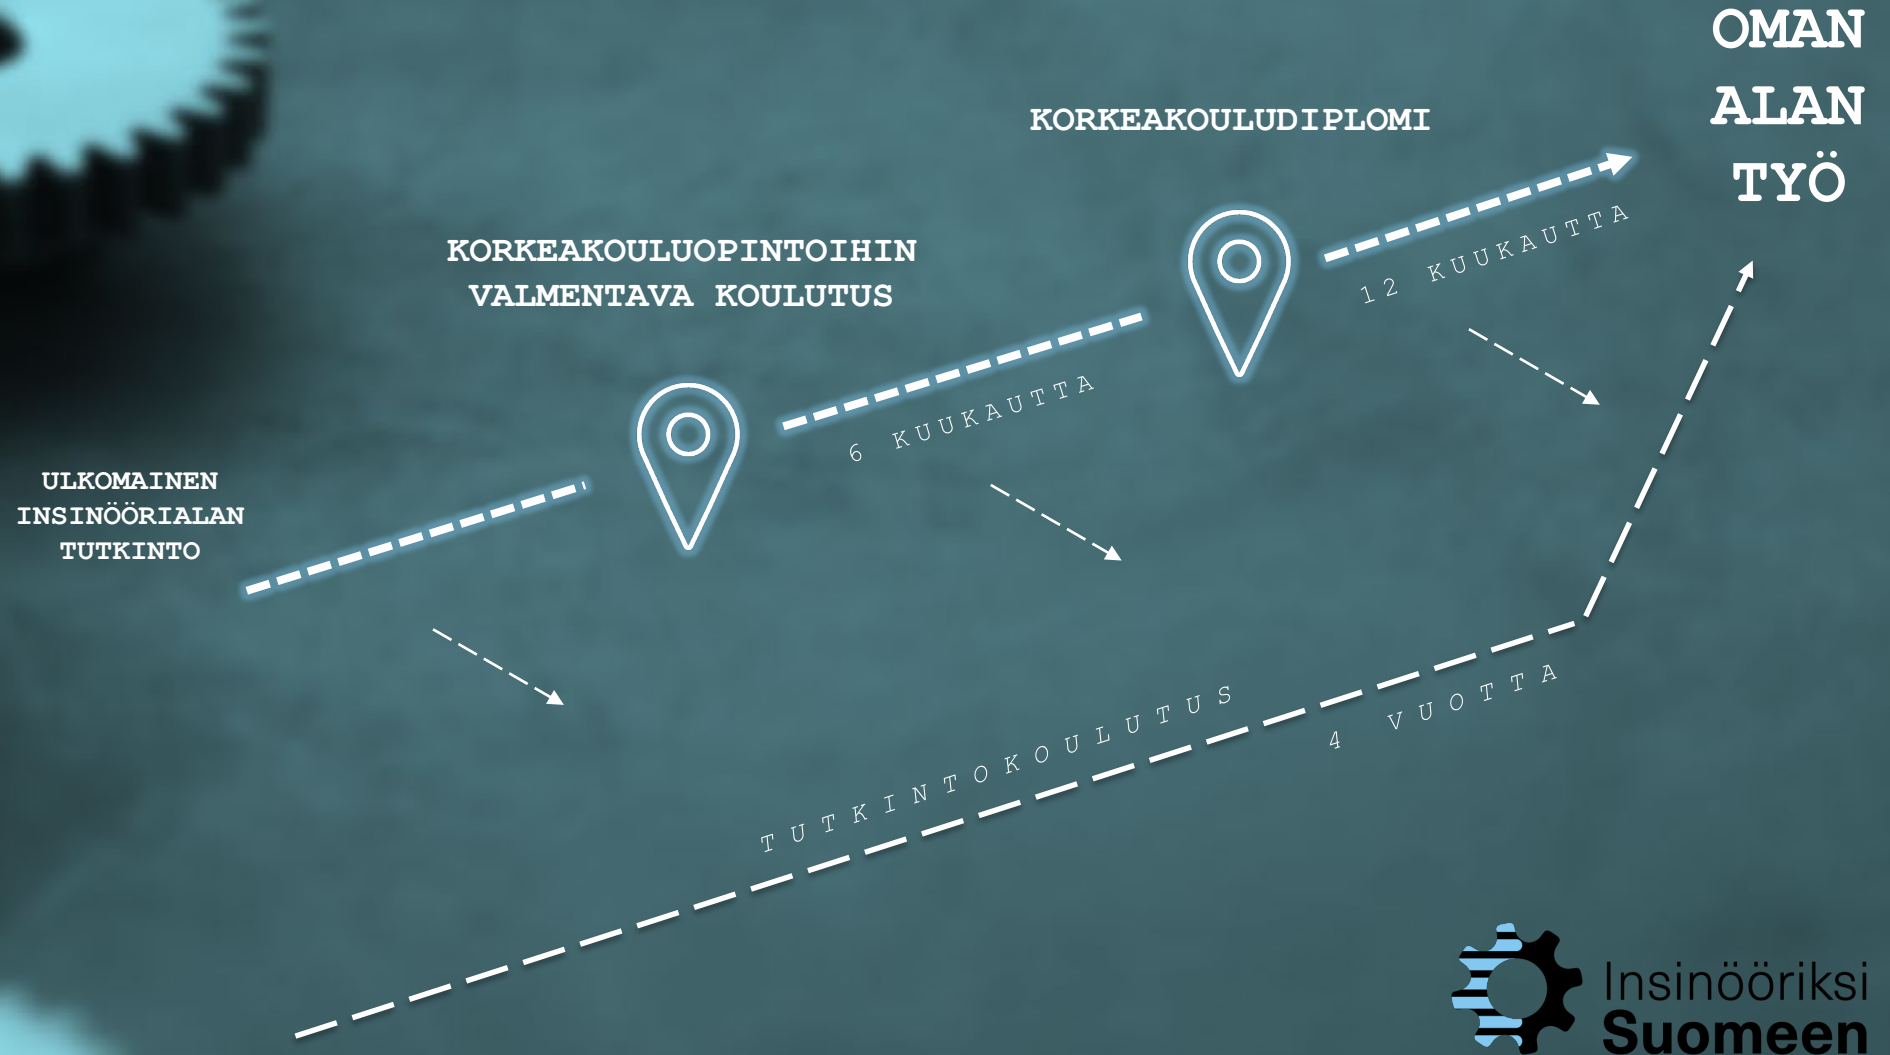 OMAN
ALAN
TYÖ
KORKEAKOULUDIPLOMI
12 KUUKAUTTA
KORKEAKOULUOPINTOIHIN
VALMENTAVA KOULUTUS
6 KUUKAUTTA
ULKOMAINEN
INSINÖÖRIALAN
TUTKINTO
TUTKINTOKOULUTUS
4 VUOTTA
Insinööriksi
Suomeen